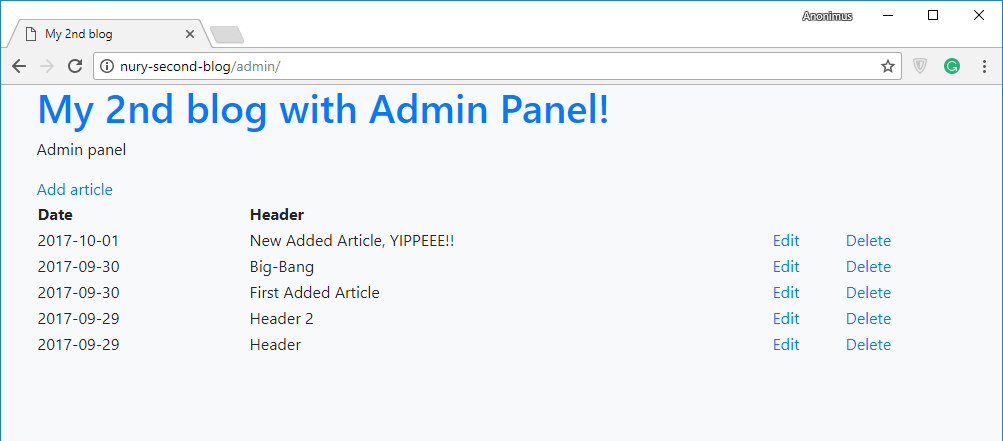 Anonimus
My 2nd blog
nury-second-blog/admin/
My 2nd blog with Admin Panel!
Admin panel
Add article
Date Header
2017-10-01 New Added Article, YIPPEEE!! Edit Delete
2017-09-30 Big-Bang Edit Delete
2017-09-30 First Added Article Edit Delete
2017-09-29 Header 2 Edit Delete
2017-09-29 Header Edit Delete